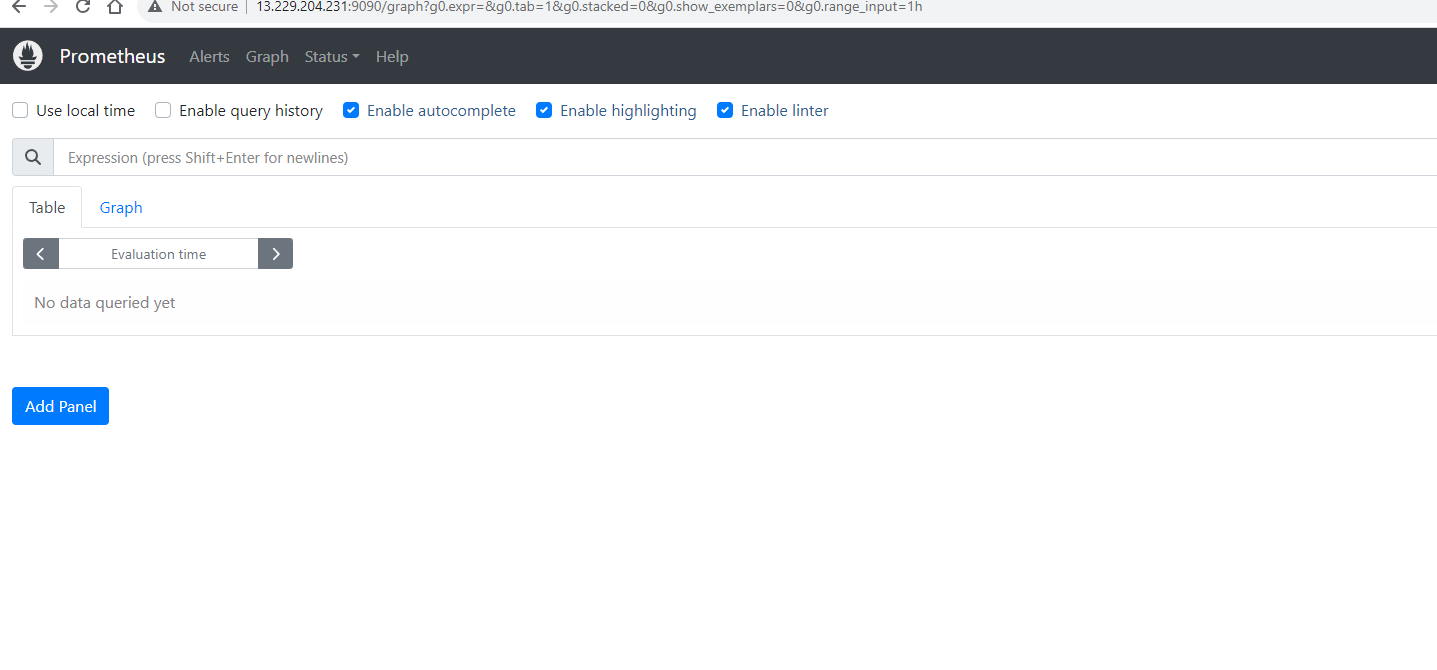 Not secure 13.229.204.231:9090/graph?g0.expr=&g0.tab=1&g0.stacked=0&g0.show_exemplars=0&g0.range_input=1h
Prometheus Alerts Graph Status Help
Use local time Enable query history Enable autocomplete Enable highlighting Enable linter
Expression (press Shift+Enter for newlines)
Table Graph
Evaluation time
No data queried yet
Add Panel